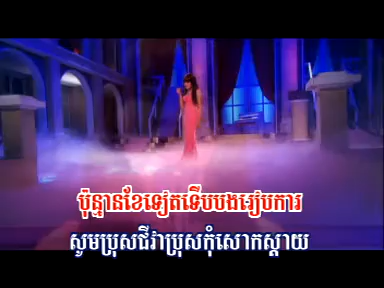 ប៉ុន្មានខែទៀតទើបបងរៀបការ
សូមប្រុសជីវ៉ាប្រុសកុំសោកស្ដាយ